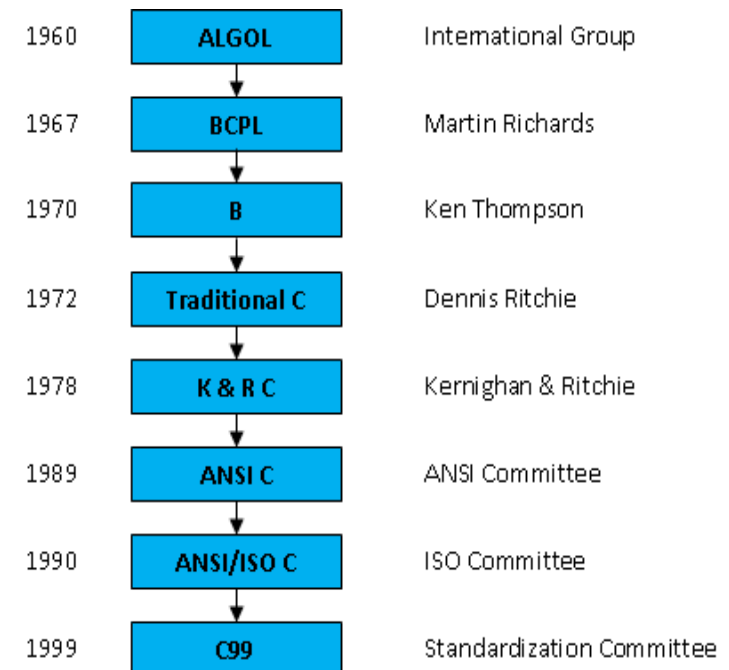 1960 ALGOL International Group
1967 BCPL Martin Richards
1970 B Ken Thompson
1972 Traditional C Dennis Ritchie
1978 K & R C Kernighan & Ritchie
1989 ANSI C ANSI Committee
1990 ANSI/ISO C ISO Committee
1999 C99 Standardization Committee